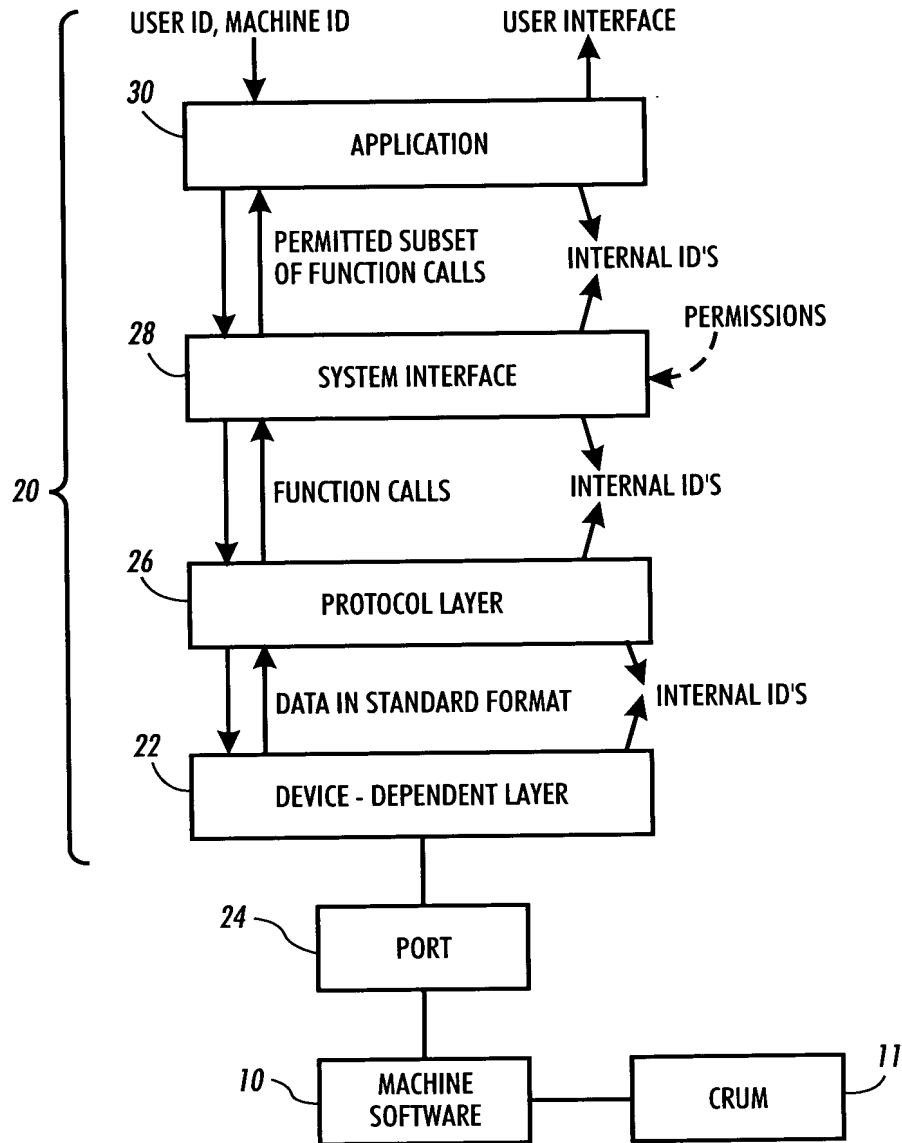 USER ID, MACHINE ID
USER INTERFACE
30
APPLICATION
PERMITTED SUBSET
OF FUNCTION CALLS
INTERNAL ID'S
PERMISSIONS
28
SYSTEM INTERFACE
20
FUNCTION CALLS
INTERNAL ID'S
26
PROTOCOL LAYER
DATA IN STANDARD FORMAT
INTERNAL ID'S
22
DEVICE - DEPENDENT LAYER
24
PORT
10
MACHINE
SOFTWARE
CRUM
11